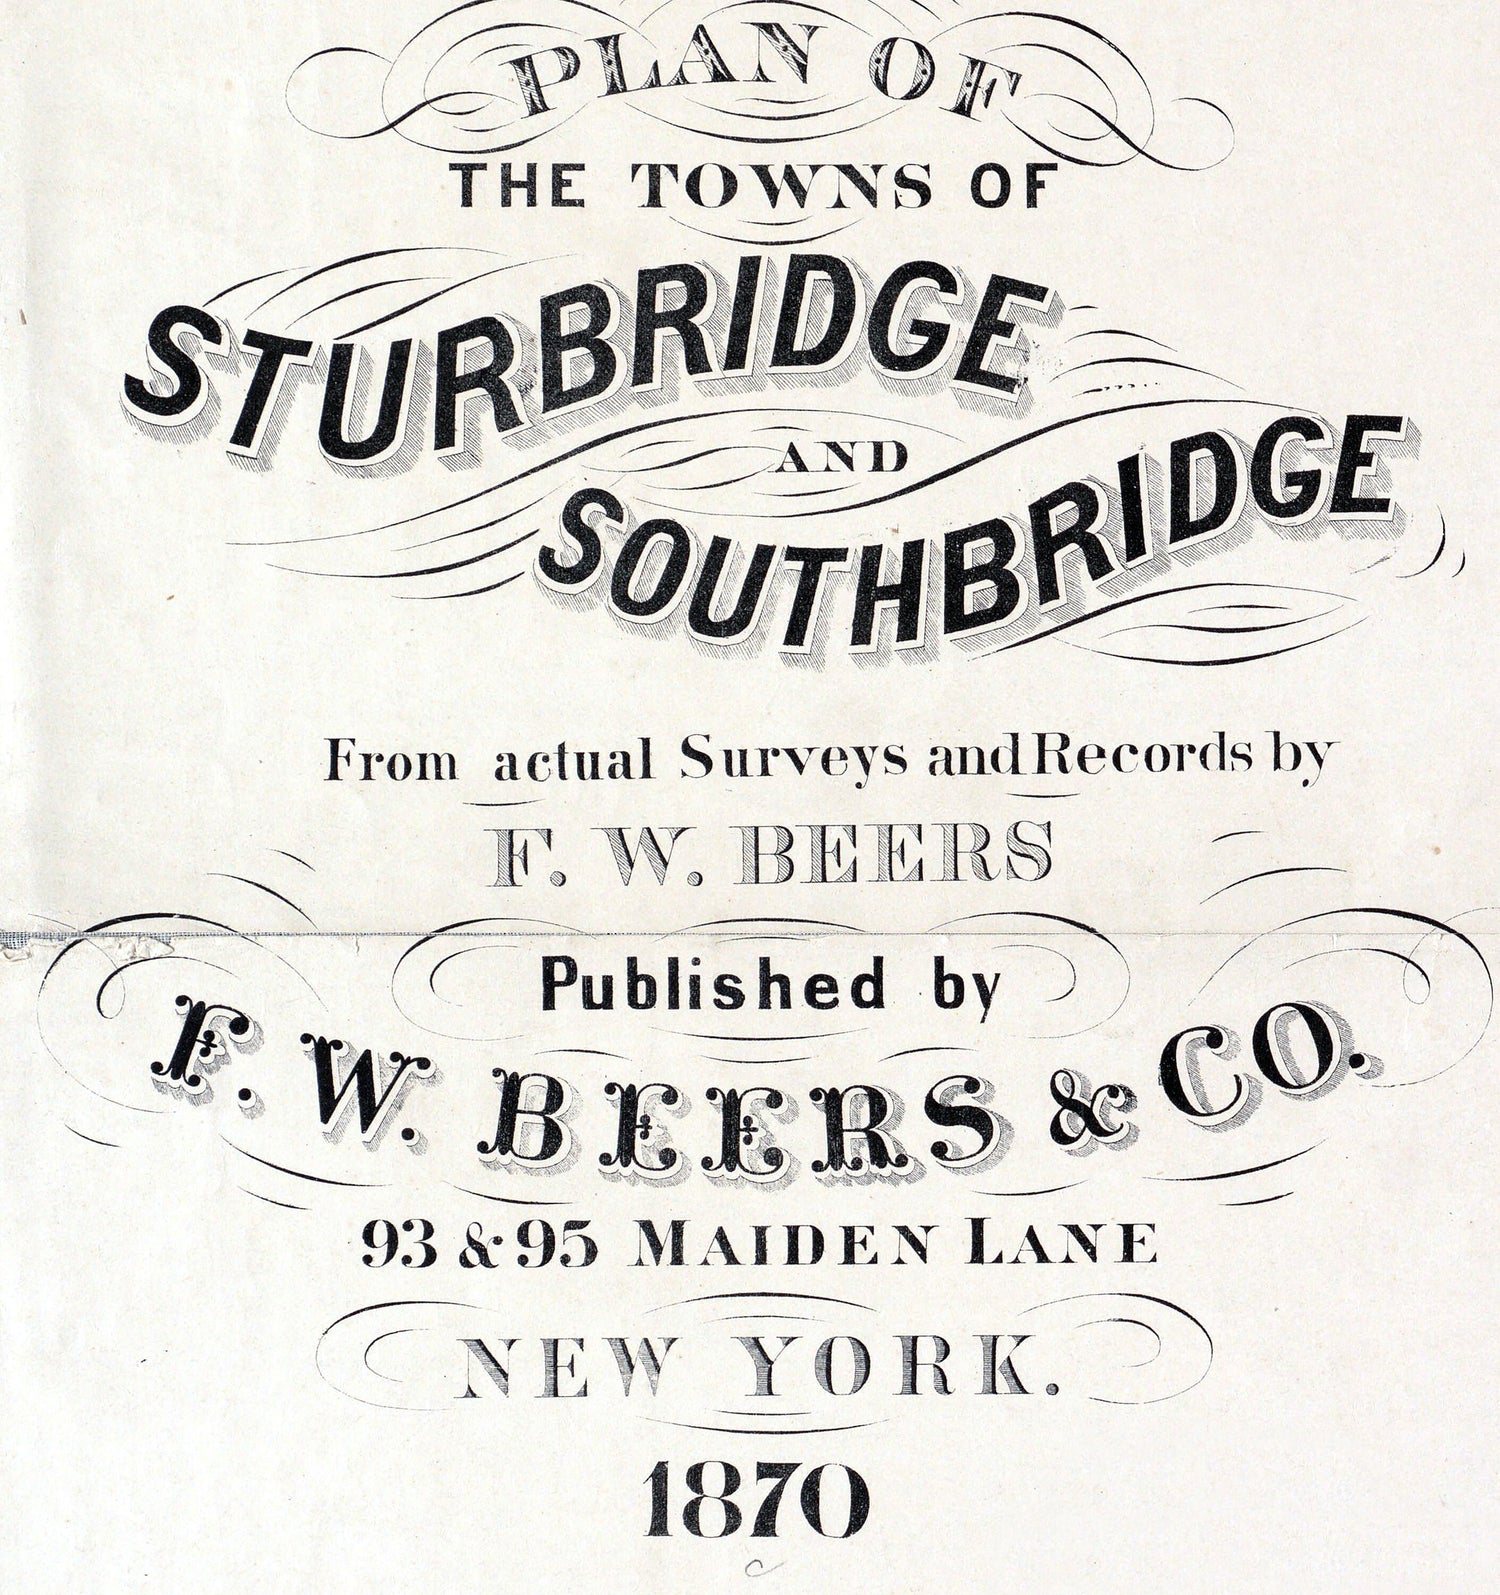 PLAN OF
THE TOWNS OF
STURBRIDGE
AND
SOUTHBRIDGE
From actual Surveys and Records by
F. W. BEERS
Published by
F. W. BEERS & CO.
93 & 95 MAIDEN LANE
NEW YORK.
1870